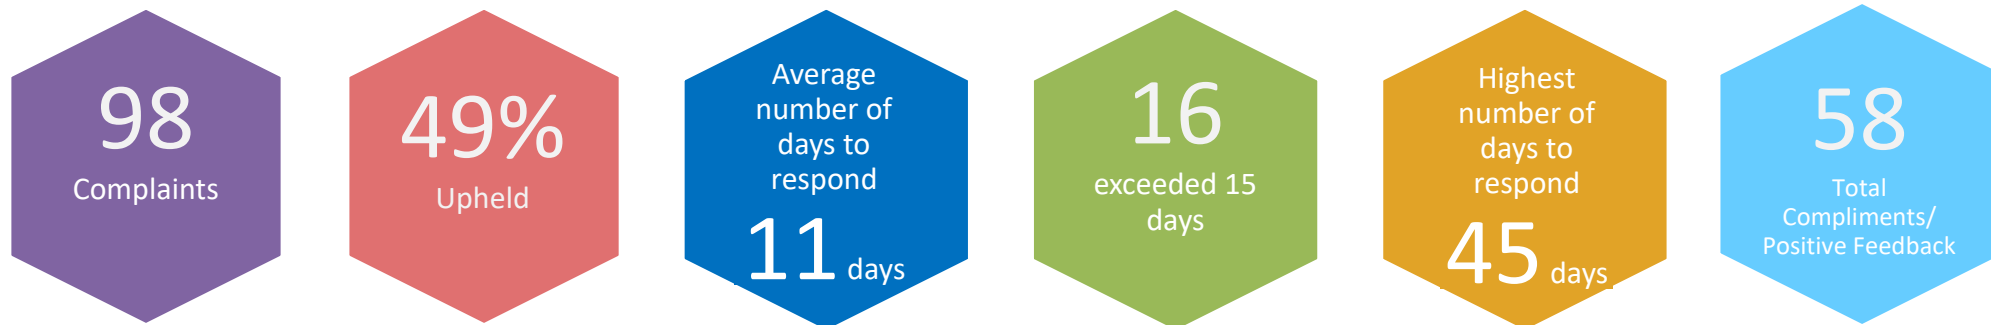 98
Complaints
49%
Upheld
Average
number of
days to
respond
11 days
16
exceeded 15
days
Highest
number of
days to
respond
45 days
58
Total
Compliments/
Positive Feedback